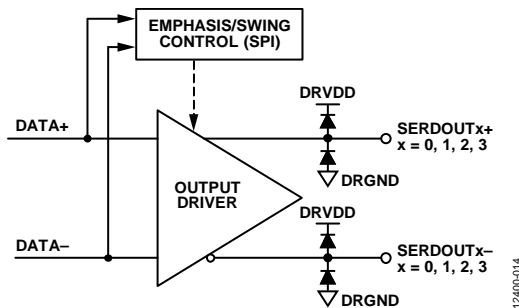 EMPHASIS/SWING
CONTROL (SPI)
DRVDD
DATA+
SERDOUTx+
x = 0, 1, 2, 3
DRGND
OUTPUT
DRIVER
DRVDD
DATA–
SERDOUTx–
x = 0, 1, 2, 3
DRGND
12400-014